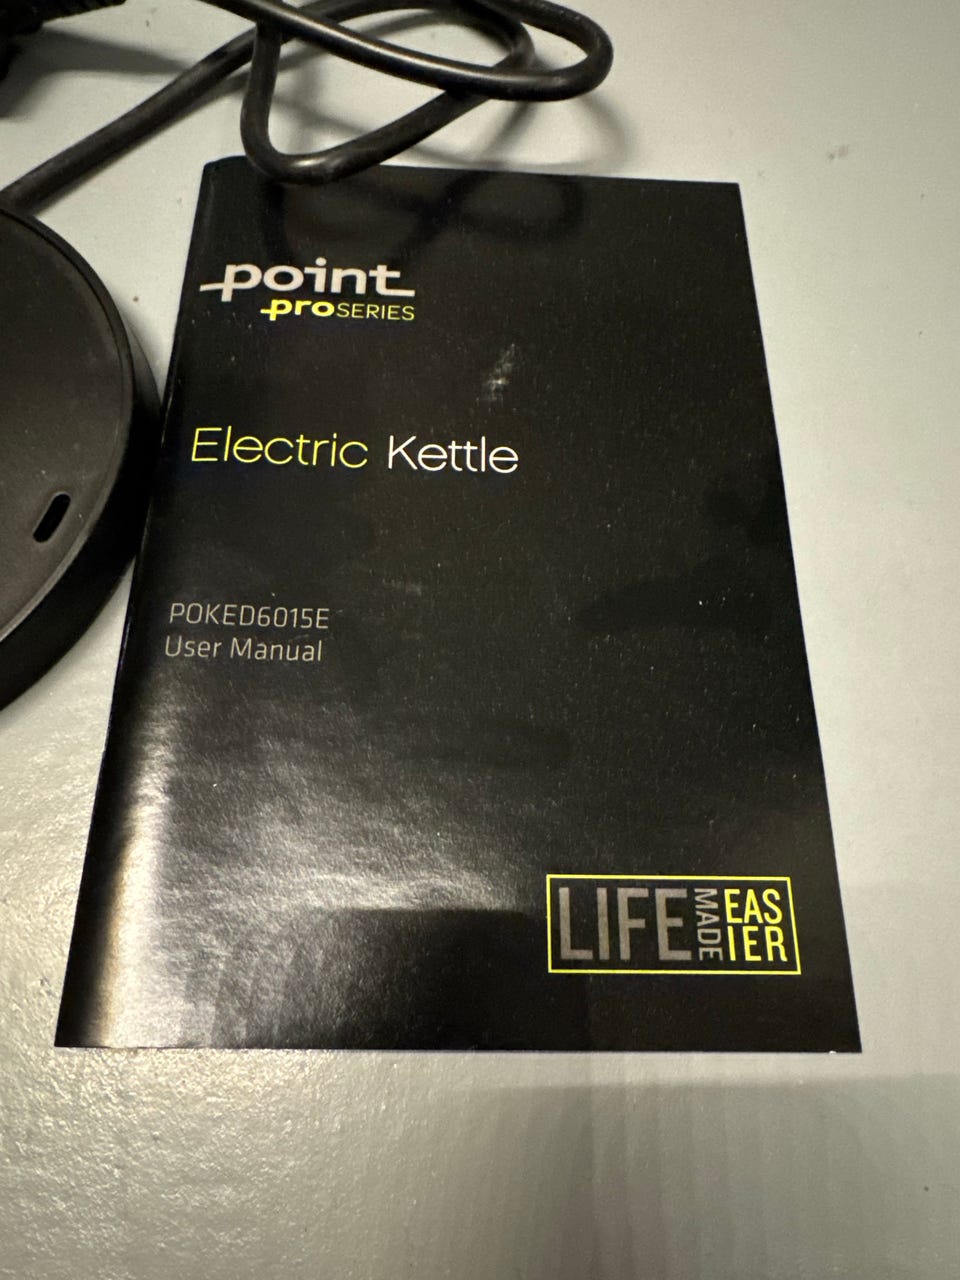 point
proSERIES
Electric Kettle
POKED6015E
User Manual
LIFE MADE EASIER